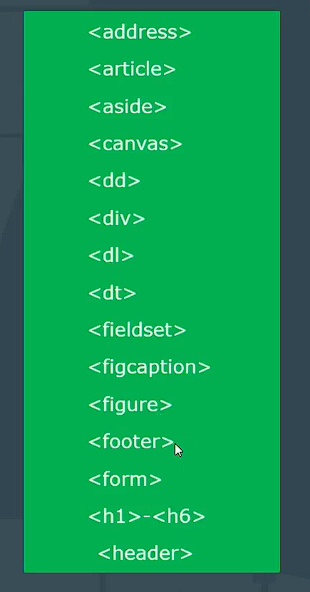 <address>
<article>
<aside>
<canvas>
<dd>
<div>
<dl>
<dt>
<fieldset>
<figcaption>
<figure>
<footer>
<form>
<h1>-<h6>
<header>